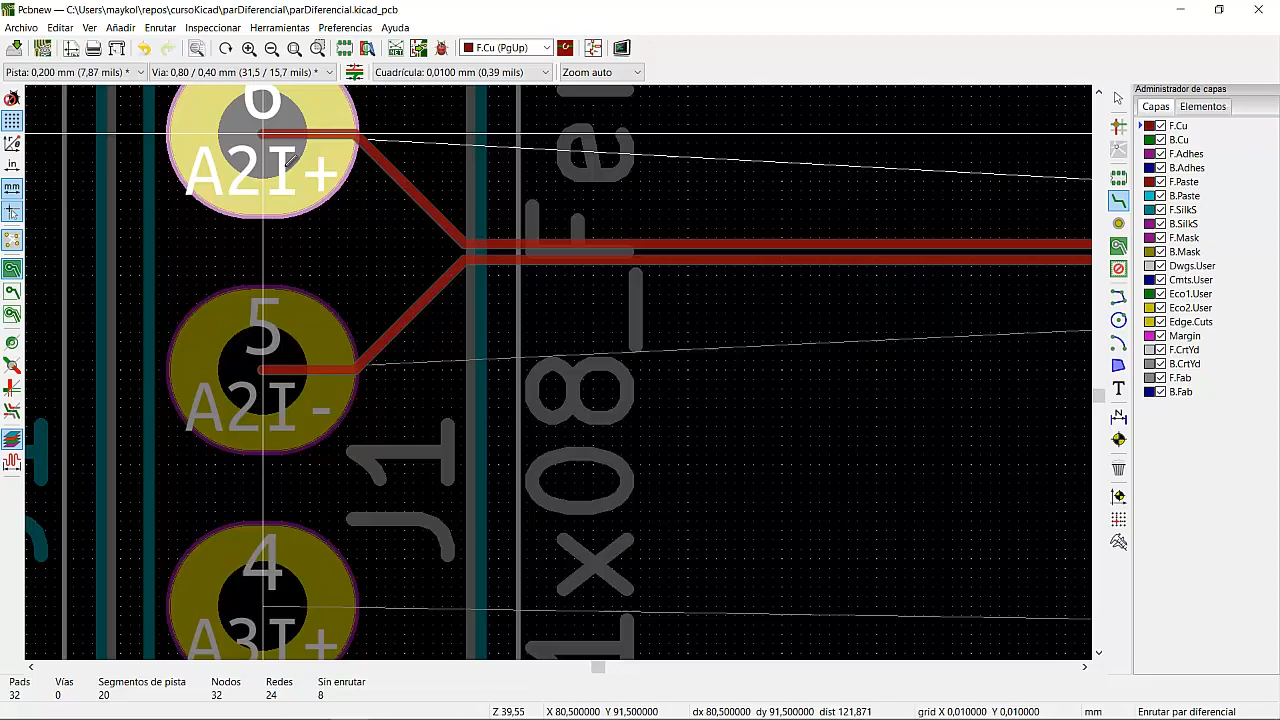 Pcbnew — C:\Users\maykol\repos\cursoKicad\parDiferencial\parDiferencial.kicad_pcb
Archivo Editar Ver Añadir Enrutar Inspeccionar Herramientas Preferencias Ayuda
F.Cu (PgUp)
Pista: 0,200 mm (7.07 mils) * Via: 0,80 / 0,40 mm (31,5 / 15,7 mils) * Cuadrícula: 0,0100 mm (0,39 mils) Zoom auto
Administrador de capas
Capas Elementos
F.Cu
B.Cu
F.Adhes
B.Adhes
F.Paste
B.Paste
F.SilkS
B.SilkS
F.Mask
B.Mask
Dwgs.User
Cmts.User
Eco1.User
Eco2.User
Edge.Cuts
Margin
F.CrtYd
B.CrtYd
F.Fab
B.Fab
in
mm
6
A2I+
5
A2I-
4
A3I+
J1
1x08_Fe
Pads Vías Segmentos de pista Nodos Redes Sin enrutar
32 0 20 32 24 8
Z 39,55 X 80,500000 Y 91,500000 dx 80,500000 dy 91,500000 dist 121,871 grid X 0,010000 Y 0,010000 mm Enrutar par diferencial